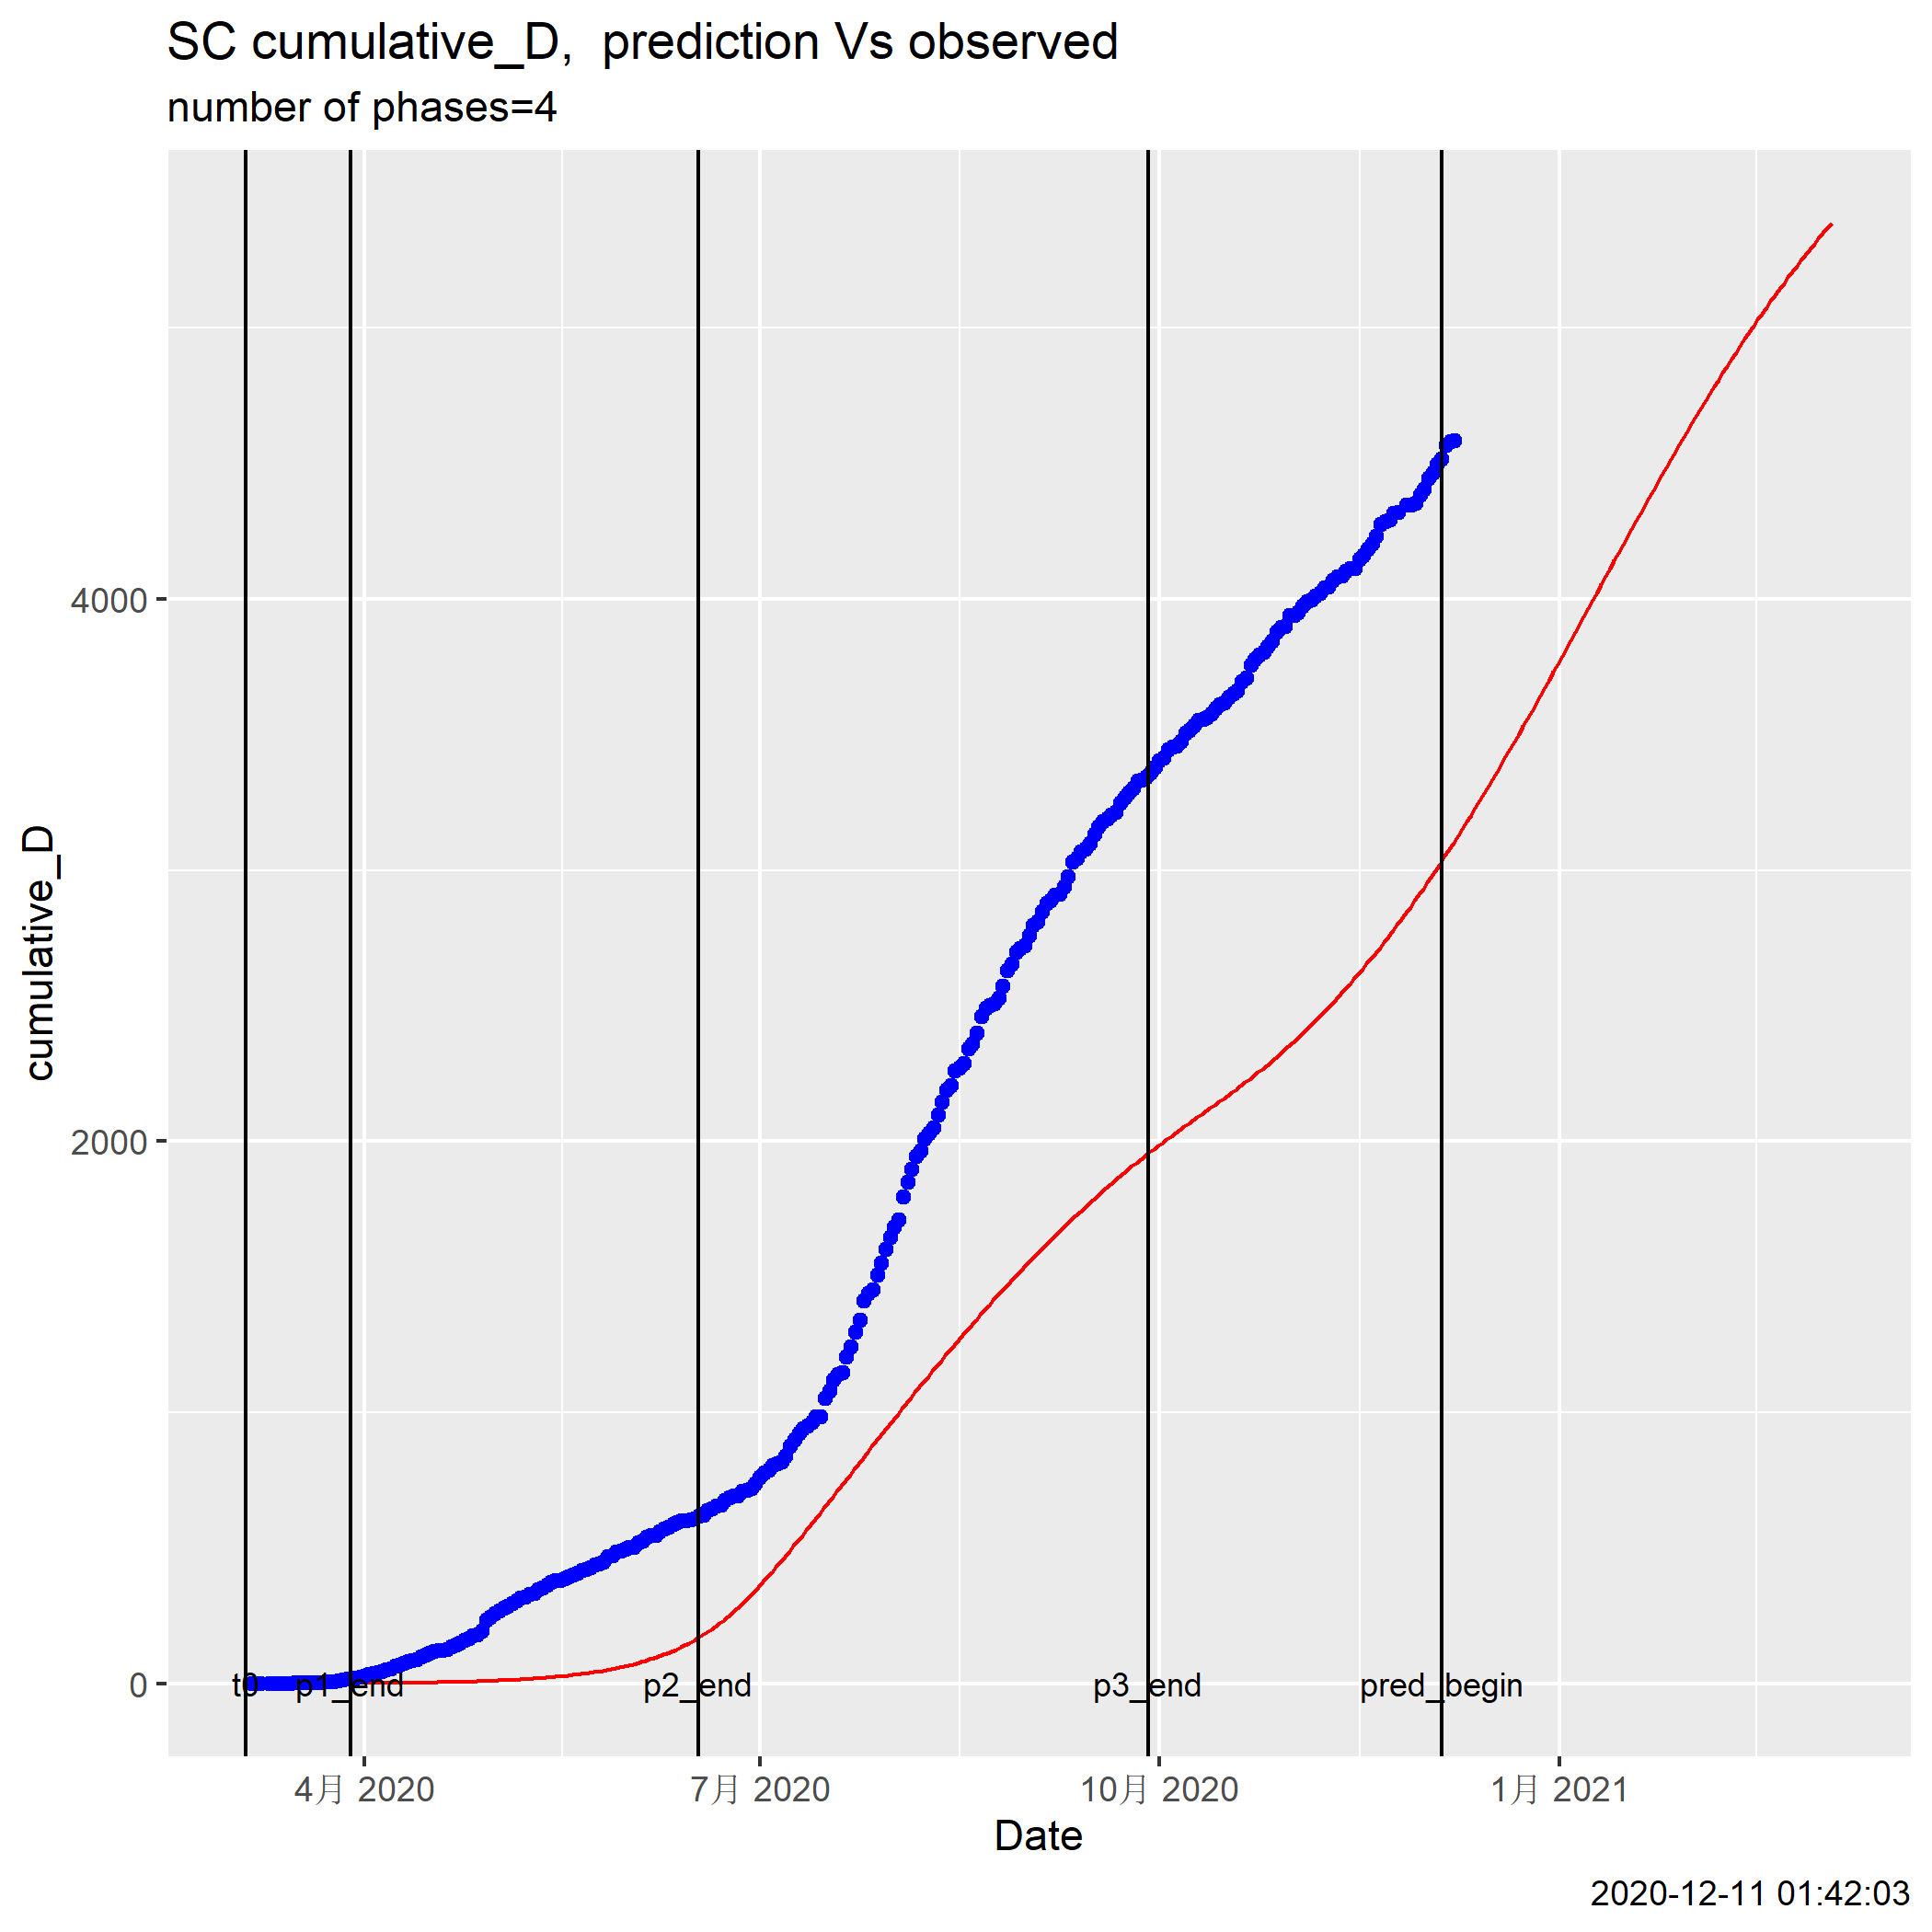 SC cumulative_D,  prediction Vs observed
number of phases=4
cumulative_D
4000
2000
0
t0 p1_end p2_end p3_end pred_begin
4月 2020 7月 2020 10月 2020 1月 2021
Date
2020-12-11 01:42:03